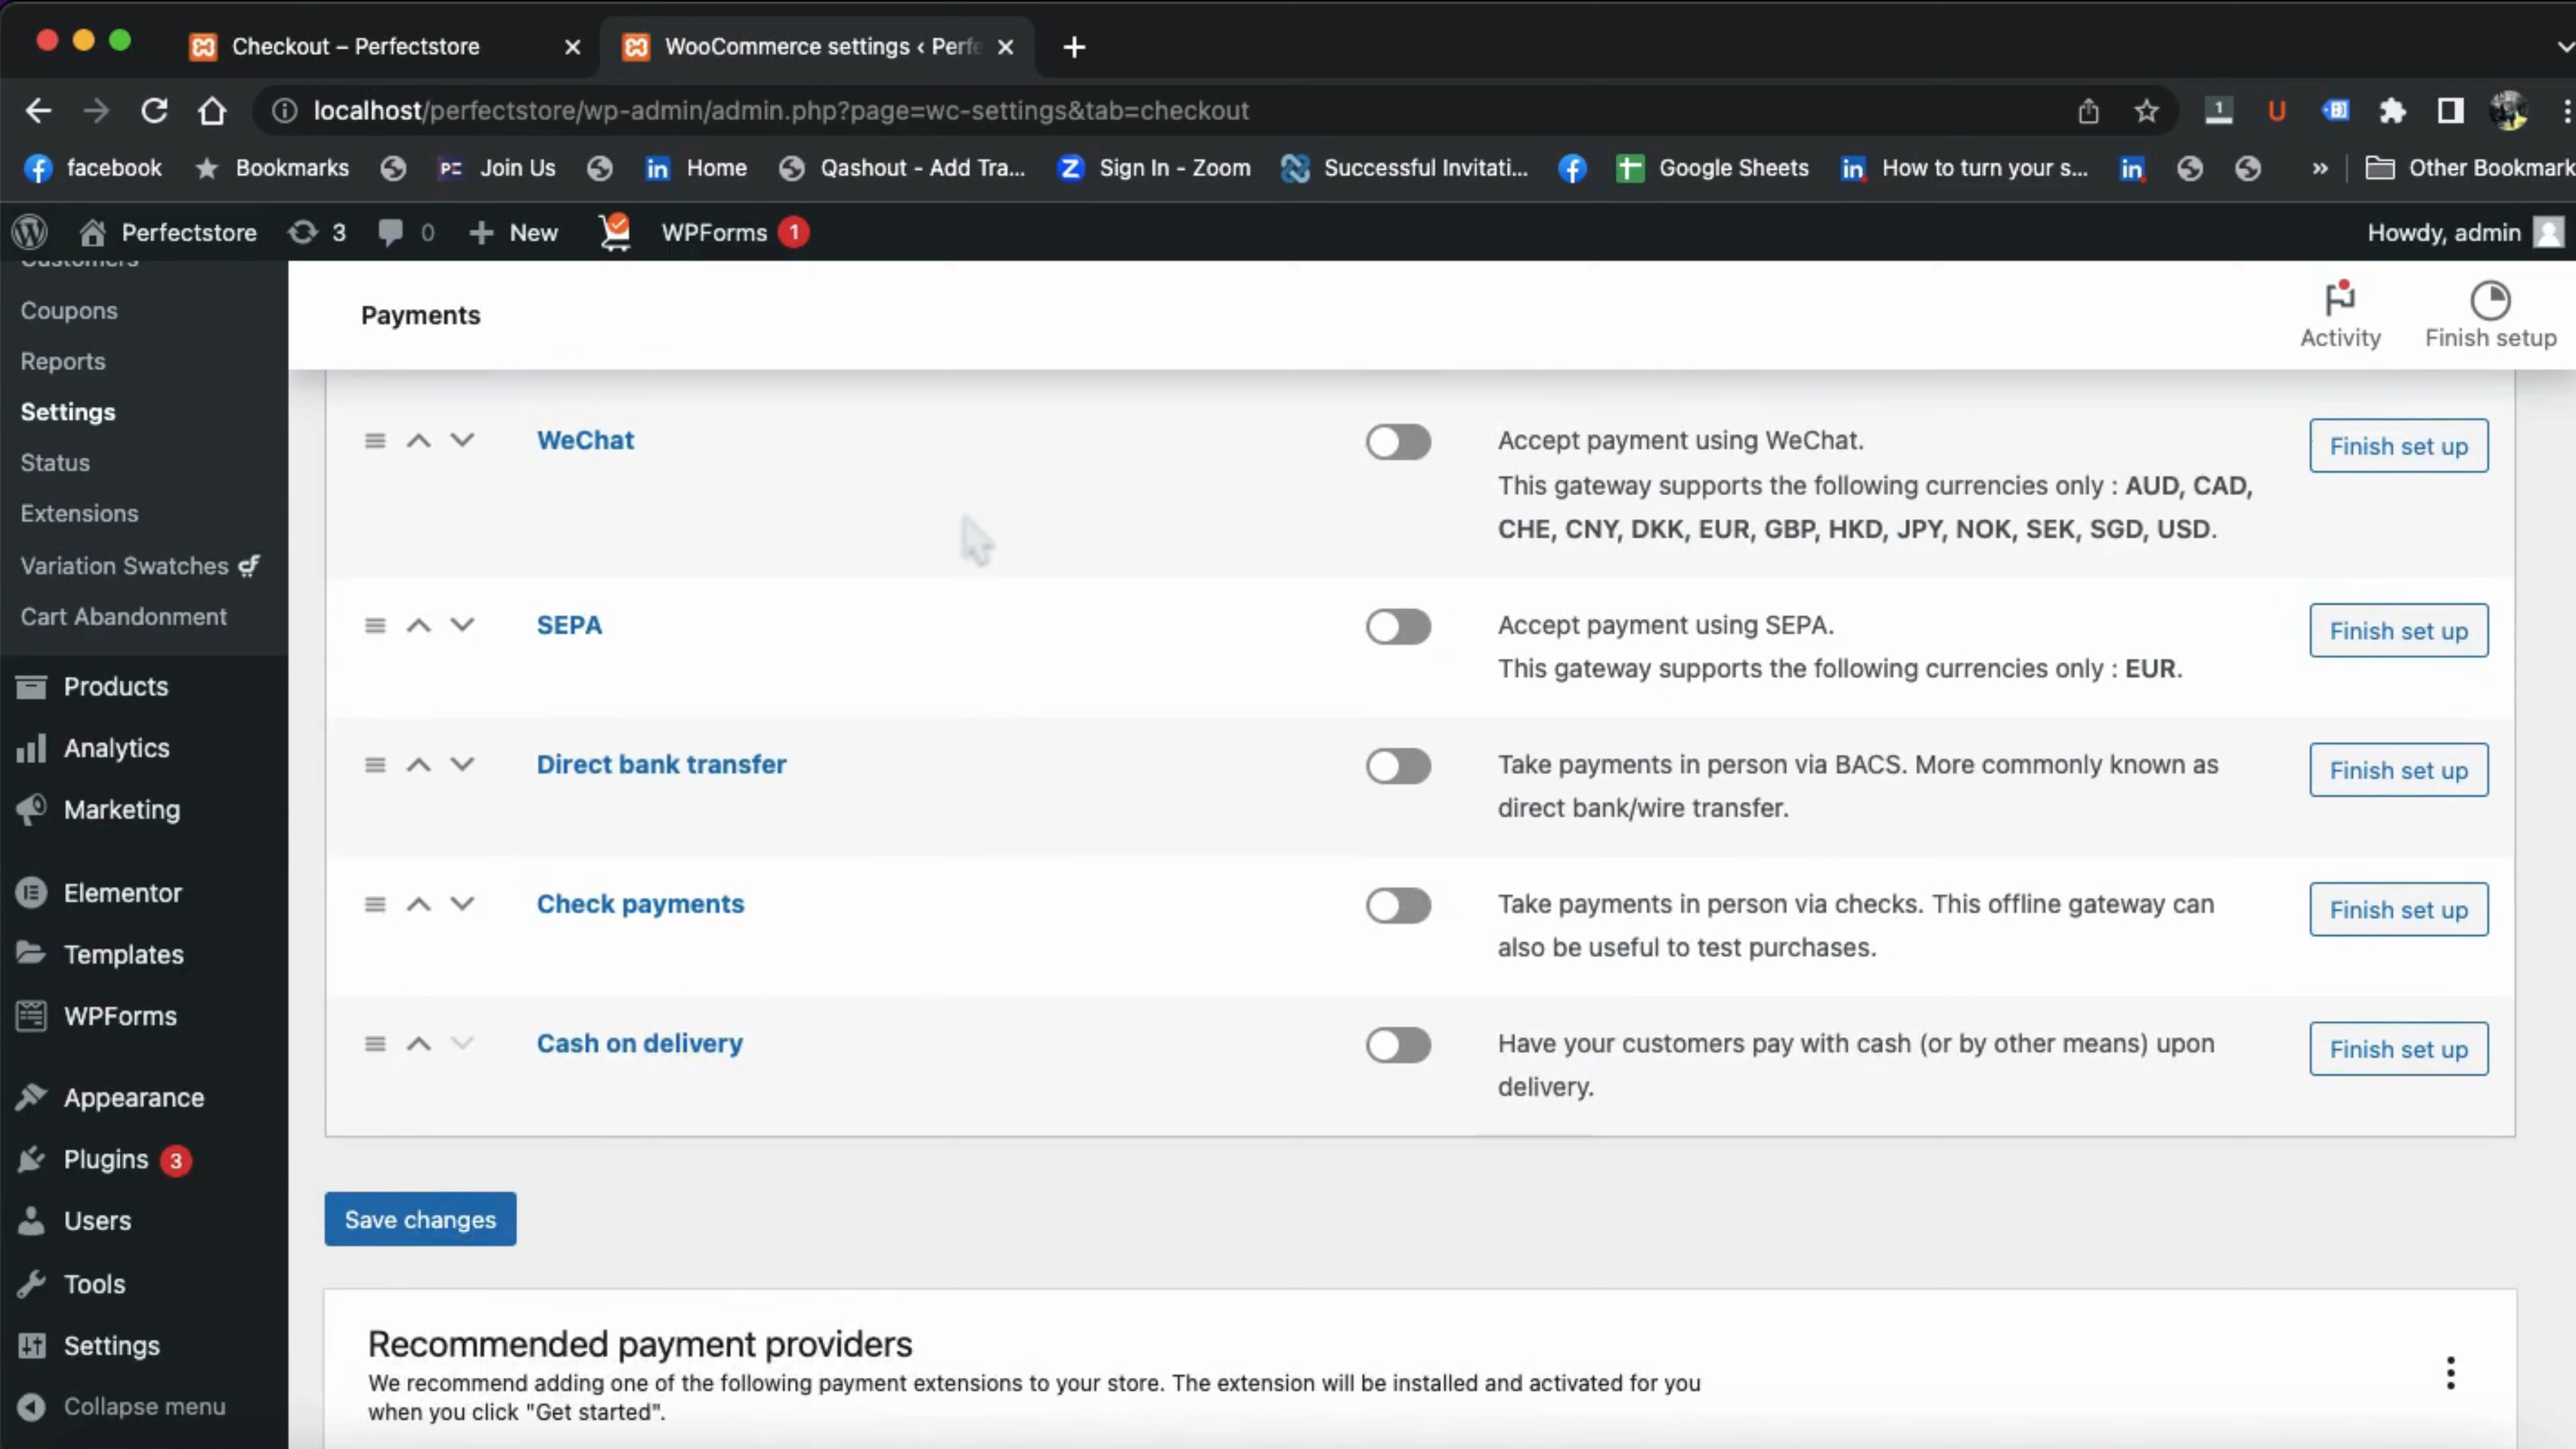 Checkout – Perfectstore
WooCommerce settings ‹ Perfe
localhost/perfectstore/wp-admin/admin.php?page=wc-settings&tab=checkout
1
U
facebook
Bookmarks
Join Us
Home
Qashout - Add Tra...
Sign In - Zoom
Successful Invitati...
Google Sheets
How to turn your s...
»
Other Bookmark
Perfectstore
3
0
New
WPForms
1
Howdy, admin
Customers
Coupons
Reports
Settings
Status
Extensions
Variation Swatches
Cart Abandonment
Products
Analytics
Marketing
Elementor
Templates
WPForms
Appearance
Plugins 3
Users
Tools
Settings
Collapse menu
Payments
Activity
Finish setup
WeChat
Accept payment using WeChat.
This gateway supports the following currencies only : AUD, CAD,
CHE, CNY, DKK, EUR, GBP, HKD, JPY, NOK, SEK, SGD, USD.
Finish set up
SEPA
Accept payment using SEPA.
This gateway supports the following currencies only : EUR.
Finish set up
Direct bank transfer
Take payments in person via BACS. More commonly known as
direct bank/wire transfer.
Finish set up
Check payments
Take payments in person via checks. This offline gateway can
also be useful to test purchases.
Finish set up
Cash on delivery
Have your customers pay with cash (or by other means) upon
delivery.
Finish set up
Save changes
Recommended payment providers
We recommend adding one of the following payment extensions to your store. The extension will be installed and activated for you
when you click "Get started".